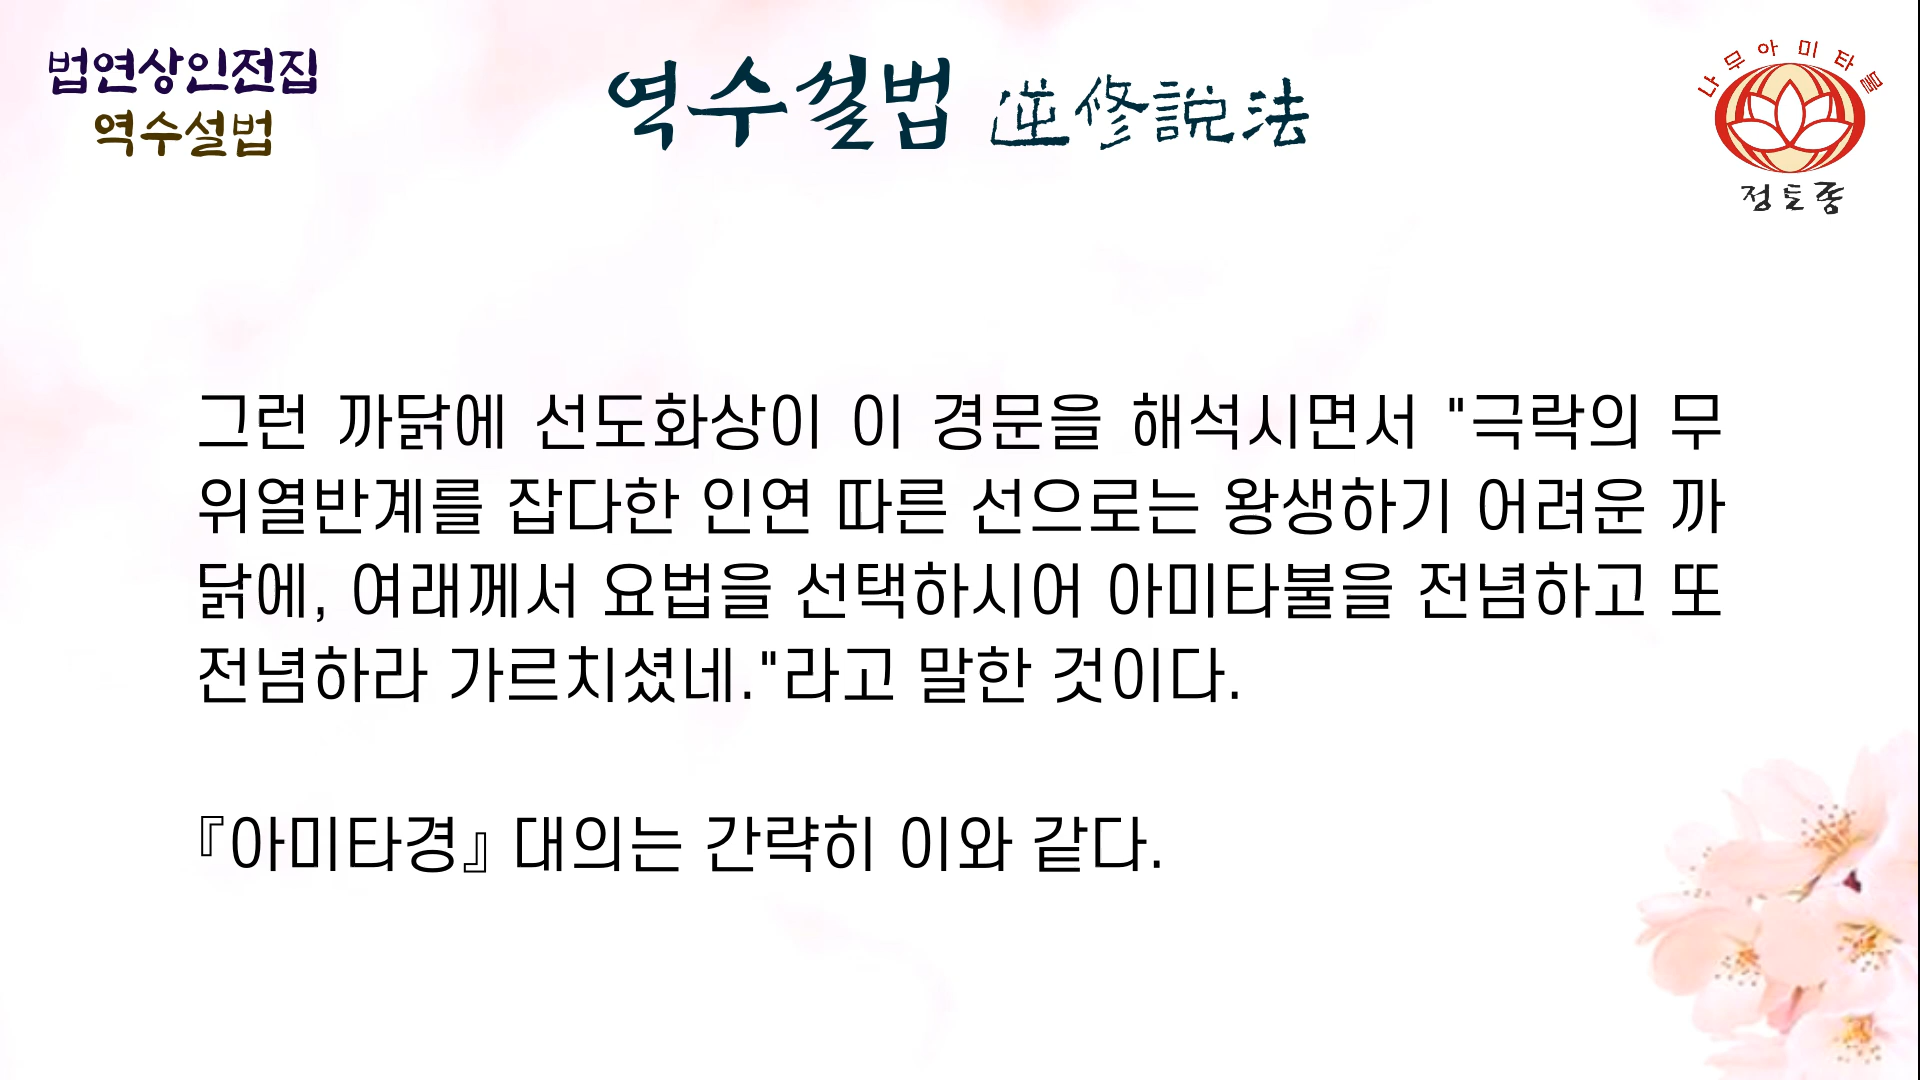 법연상인전집
역수설법
역수설법 逆修說法
나무아미타불
정토종
그런 까닭에 선도화상이 이 경문을 해석시면서 "극락의 무
위열반계를 잡다한 인연 따른 선으로는 왕생하기 어려운 까
닭에, 여래께서 요법을 선택하시어 아미타불을 전념하고 또
전념하라 가르치셨네."라고 말한 것이다.
『아미타경』 대의는 간략히 이와 같다.